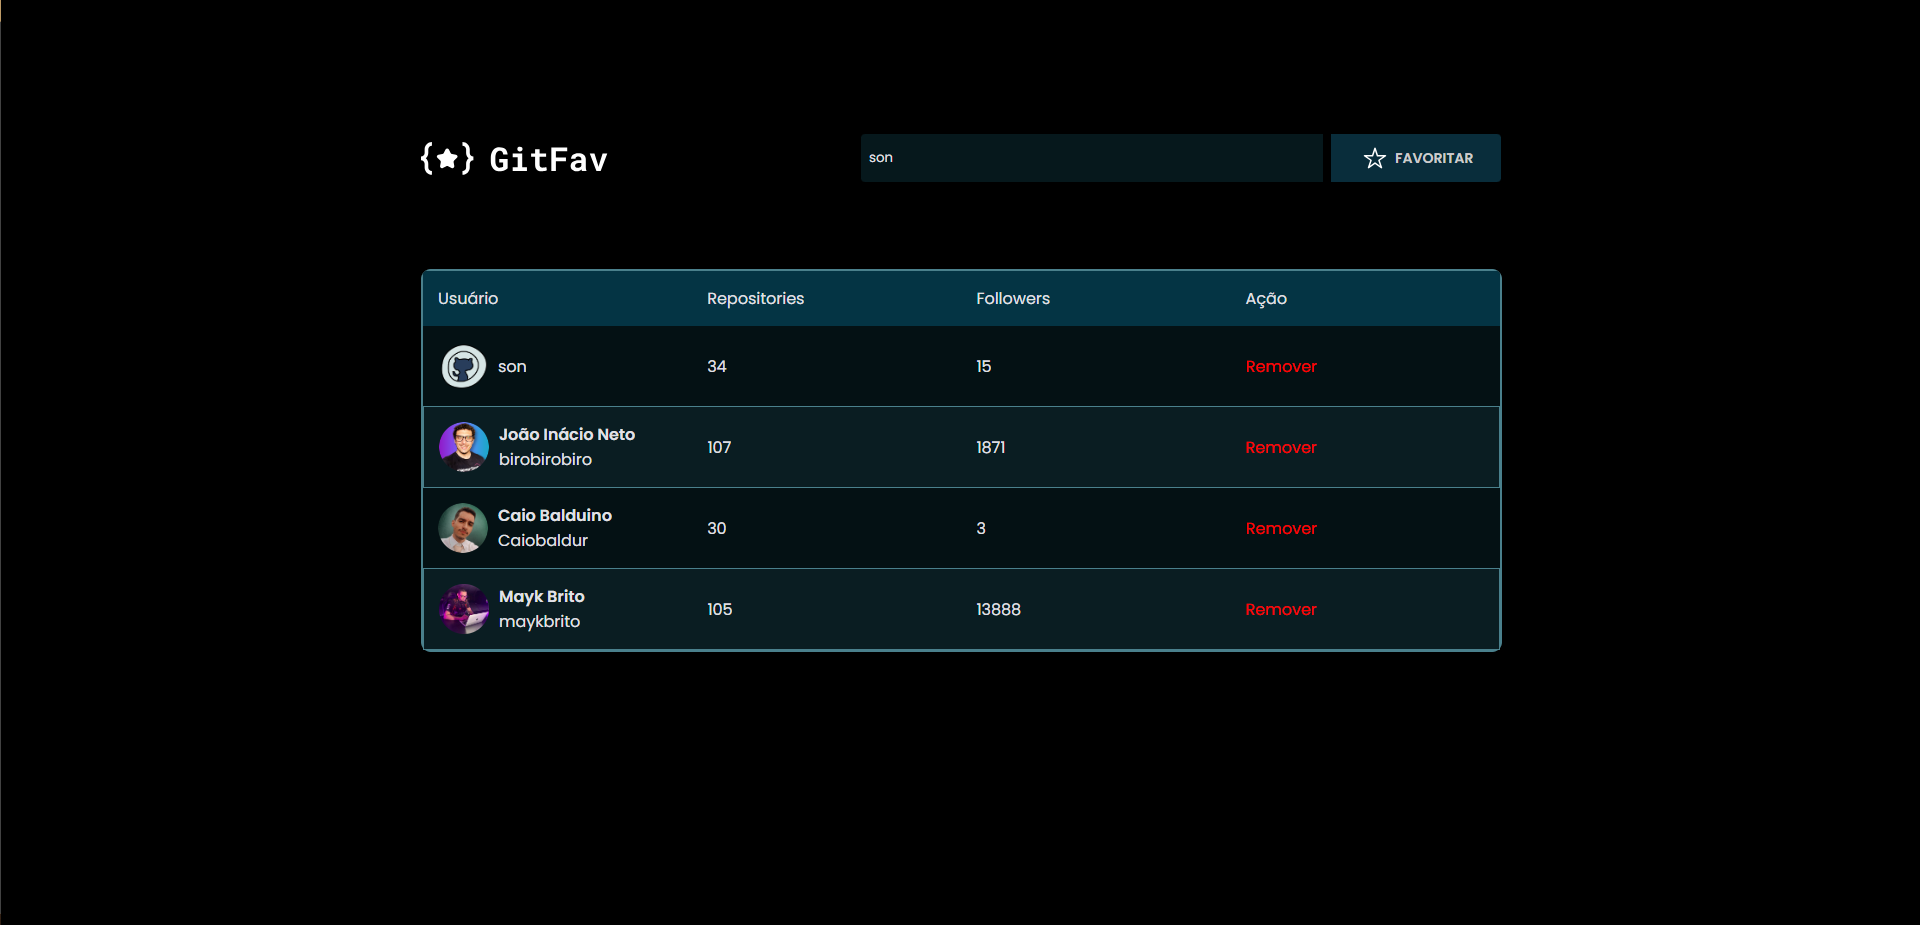 {★} GitFav
son
FAVORITAR
Usuário Repositories Followers Ação
son 34 15 Remover
João Inácio Neto
birobirobiro
107 1871 Remover
Caio Balduino
Caiobaldur
30 3 Remover
Mayk Brito
maykbrito
105 13888 Remover